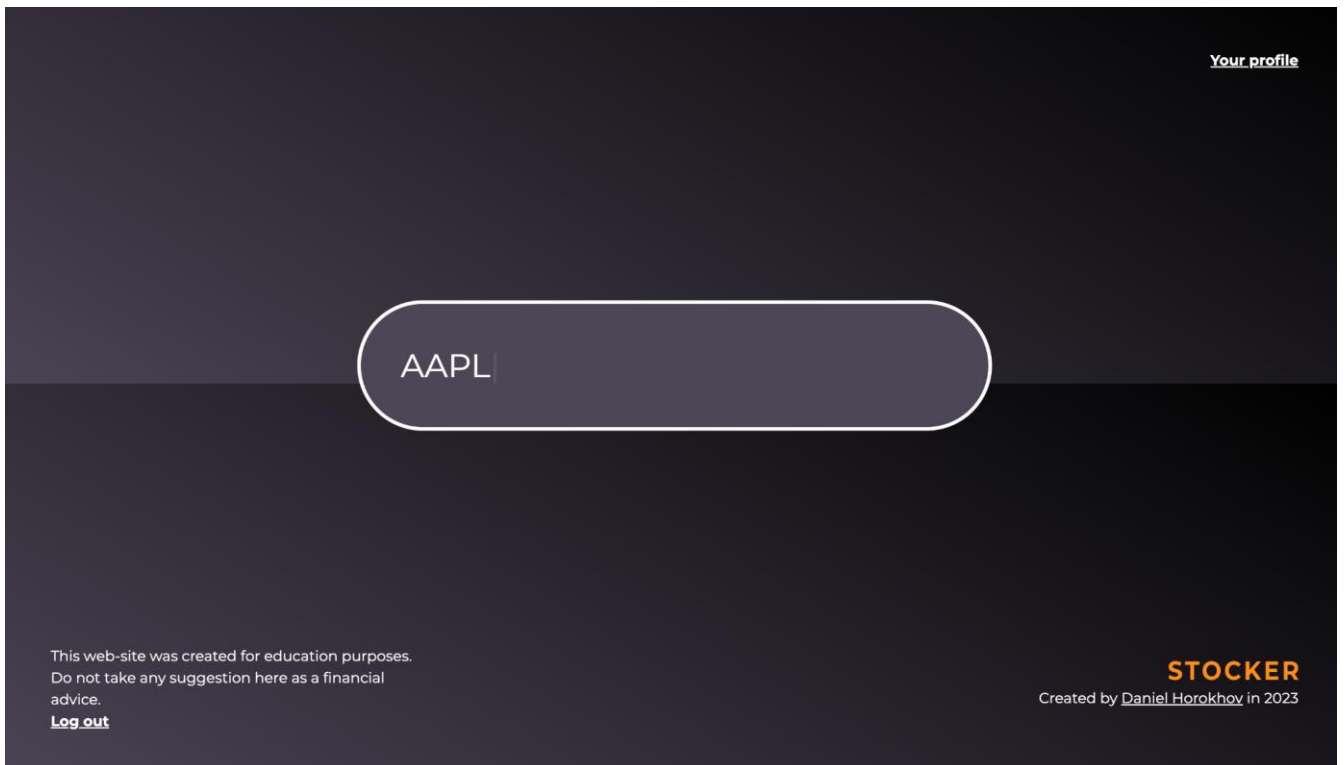 Your profile
AAPL
This web-site was created for education purposes.
Do not take any suggestion here as a financial
advice.
Log out
STOCKER
Created by Daniel Horokhov in 2023